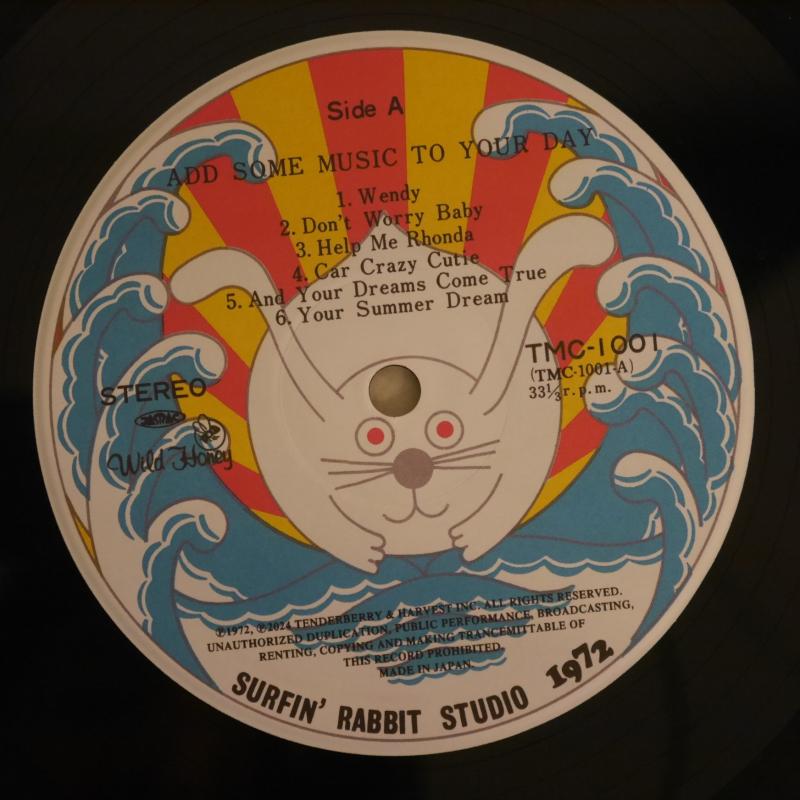 Side A
ADD SOME MUSIC TO YOUR DAY
1. Wendy
2. Don't Worry Baby
3. Help Me Rhonda
4. Car Crazy Cutie
5. And Your Dreams Come True
6. Your Summer Dream
TMC-1001
(TMC-1001-A)
33⅓ r.p.m.
STEREO
JASRAC
Wild Honey
℗1972, ℗2024 TENDERBERRY & HARVEST INC. ALL RIGHTS RESERVED.
UNAUTHORIZED DUPLICATION, PUBLIC PERFORMANCE, BROADCASTING,
RENTING, COPYING AND MAKING TRANCEMITTABLE OF
THIS RECORD PROHIBITED.
MADE IN JAPAN.
SURFIN' RABBIT STUDIO 1972